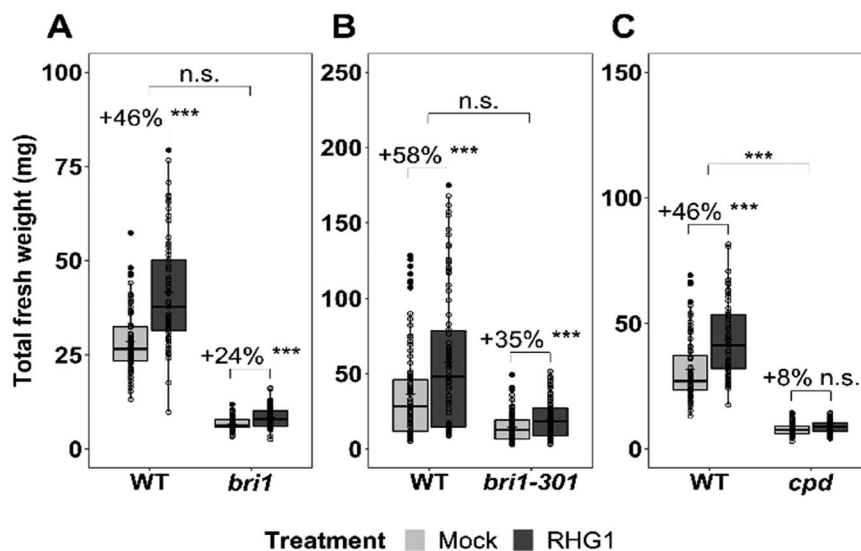 A
B
C
Total fresh weight (mg)
100
75
50
25
0
n.s.
+46% ***
+24% ***
WT
bri1
250
200
150
100
50
0
n.s.
+58% ***
+35% ***
WT
bri1-301
150
100
50
0
***
+46% ***
+8% n.s.
WT
cpd
Treatment Mock RHG1